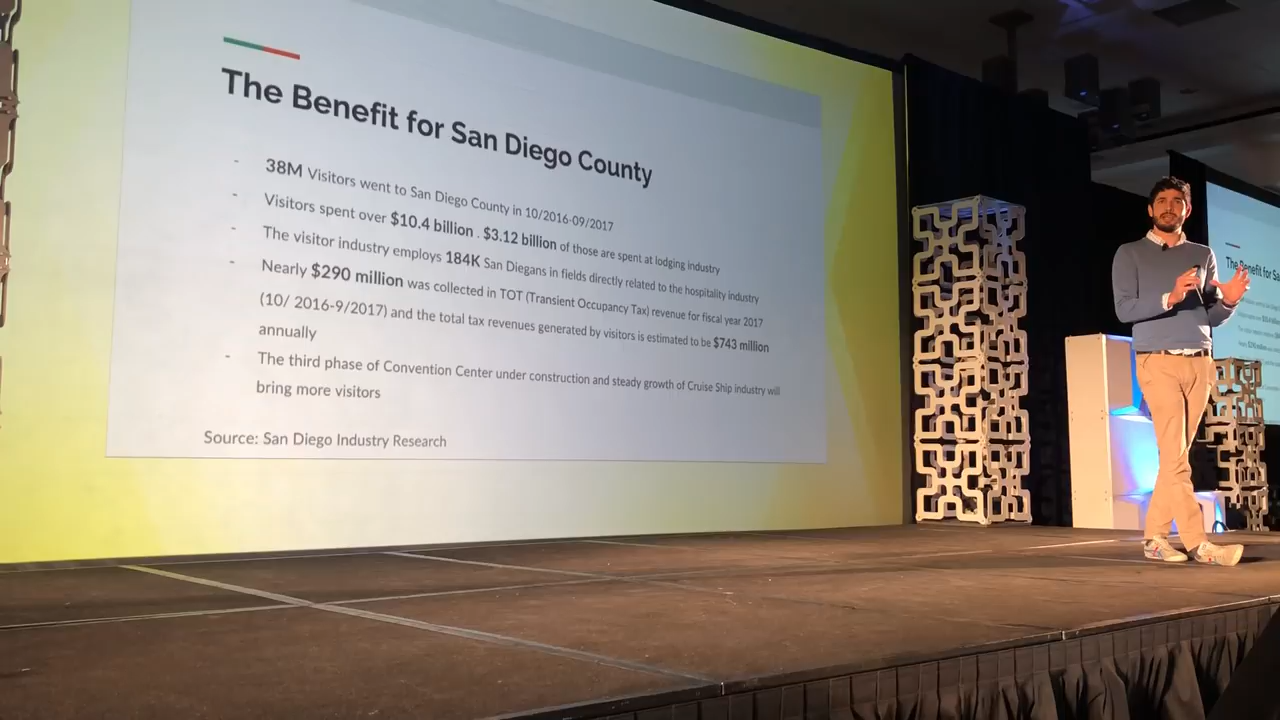 The Benefit for San Diego County
- 38M Visitors went to San Diego County in 10/2016-09/2017
- Visitors spent over $10.4 billion . $3.12 billion of those are spent at lodging industry
- The visitor industry employs 184K San Diegans in fields directly related to the hospitality industry
- Nearly $290 million was collected in TOT (Transient Occupancy Tax) revenue for fiscal year 2017
(10/ 2016-9/2017) and the total tax revenues generated by visitors is estimated to be $743 million
annually
- The third phase of Convention Center under construction and steady growth of Cruise Ship industry will
bring more visitors
Source: San Diego Industry Research
The Benefit for Sa